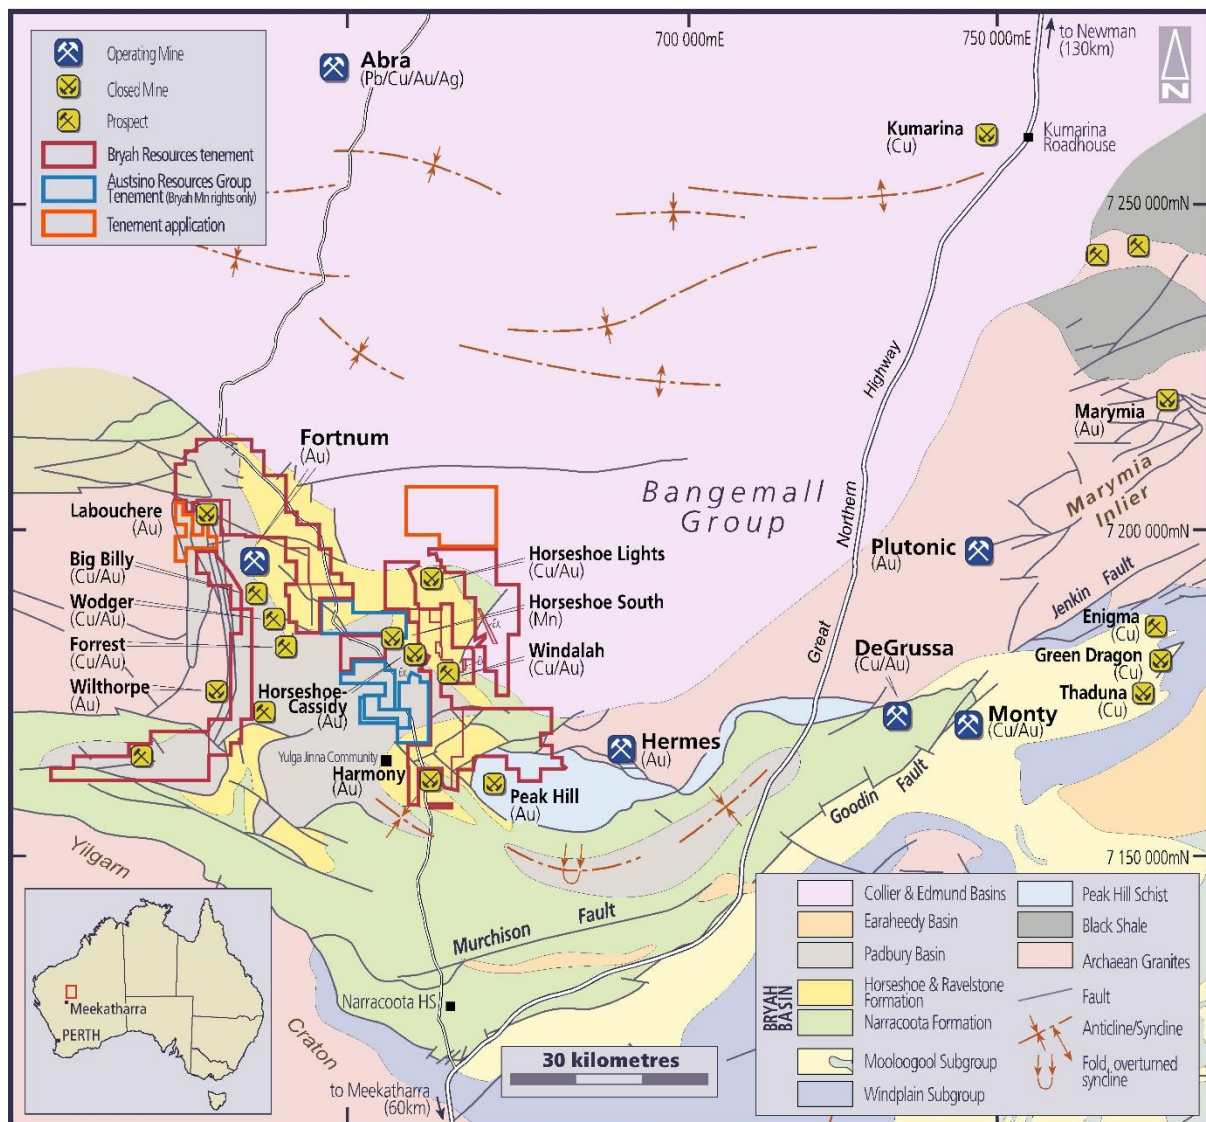 Operating Mine
Closed Mine
Prospect
Bryah Resources tenement
Austsino Resources Group
Tenement (Bryah Mn rights only)
Tenement application
Abra
(Pb/Cu/Au/Ag)
700 000mE
750 000mE
to Newman
(130km)
N
Kumarina
(Cu)
Kumarina
Roadhouse
7 250 000mN
Highway
Northern
Great
Marymia
(Au)
Marymia
Inlier
Fortnum
(Au)
Bangemall
Group
Labouchere
(Au)
Big Billy
(Cu/Au)
Wodger
(Cu/Au)
Forrest
(Cu/Au)
Wilthorpe
(Au)
Horseshoe Lights
(Cu/Au)
Horseshoe South
(Mn)
Windalah
(Cu/Au)
Ex
Ex
Ex
Horseshoe-
Cassidy
(Au)
7 200 000mN
Plutonic
(Au)
Jenkin Fault
Enigma
(Cu)
Green Dragon
(Cu)
Thaduna
(Cu)
DeGrussa
(Cu/Au)
Monty
(Cu/Au)
Hermes
(Au)
Yulga Jinna Community
Harmony
(Au)
Peak Hill
(Au)
Goodin Fault
7 150 000mN
Yilgarn
Craton
Murchison Fault
Narracoota HS
30 kilometres
to Meekatharra
(60km)
Meekatharra
PERTH
BRYAH
BASIN
Collier & Edmund Basins
Earaheedy Basin
Padbury Basin
Horseshoe & Ravelstone
Formation
Narracoota Formation
Mooloogool Subgroup
Windplain Subgroup
Peak Hill Schist
Black Shale
Archaean Granites
Fault
Anticline/Syncline
Fold, overturned
syncline